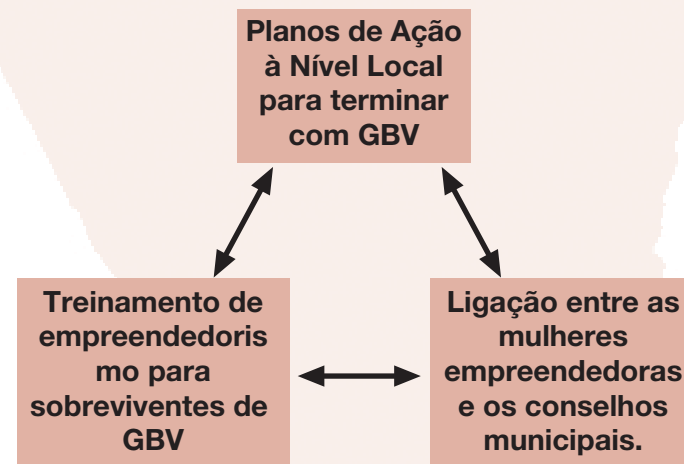 Planos de Ação
à Nível Local
para terminar
com GBV
Treinamento de
empreendedoris
mo para
sobreviventes de
GBV
Ligação entre as
mulheres
empreendedoras
e os conselhos
municipais.